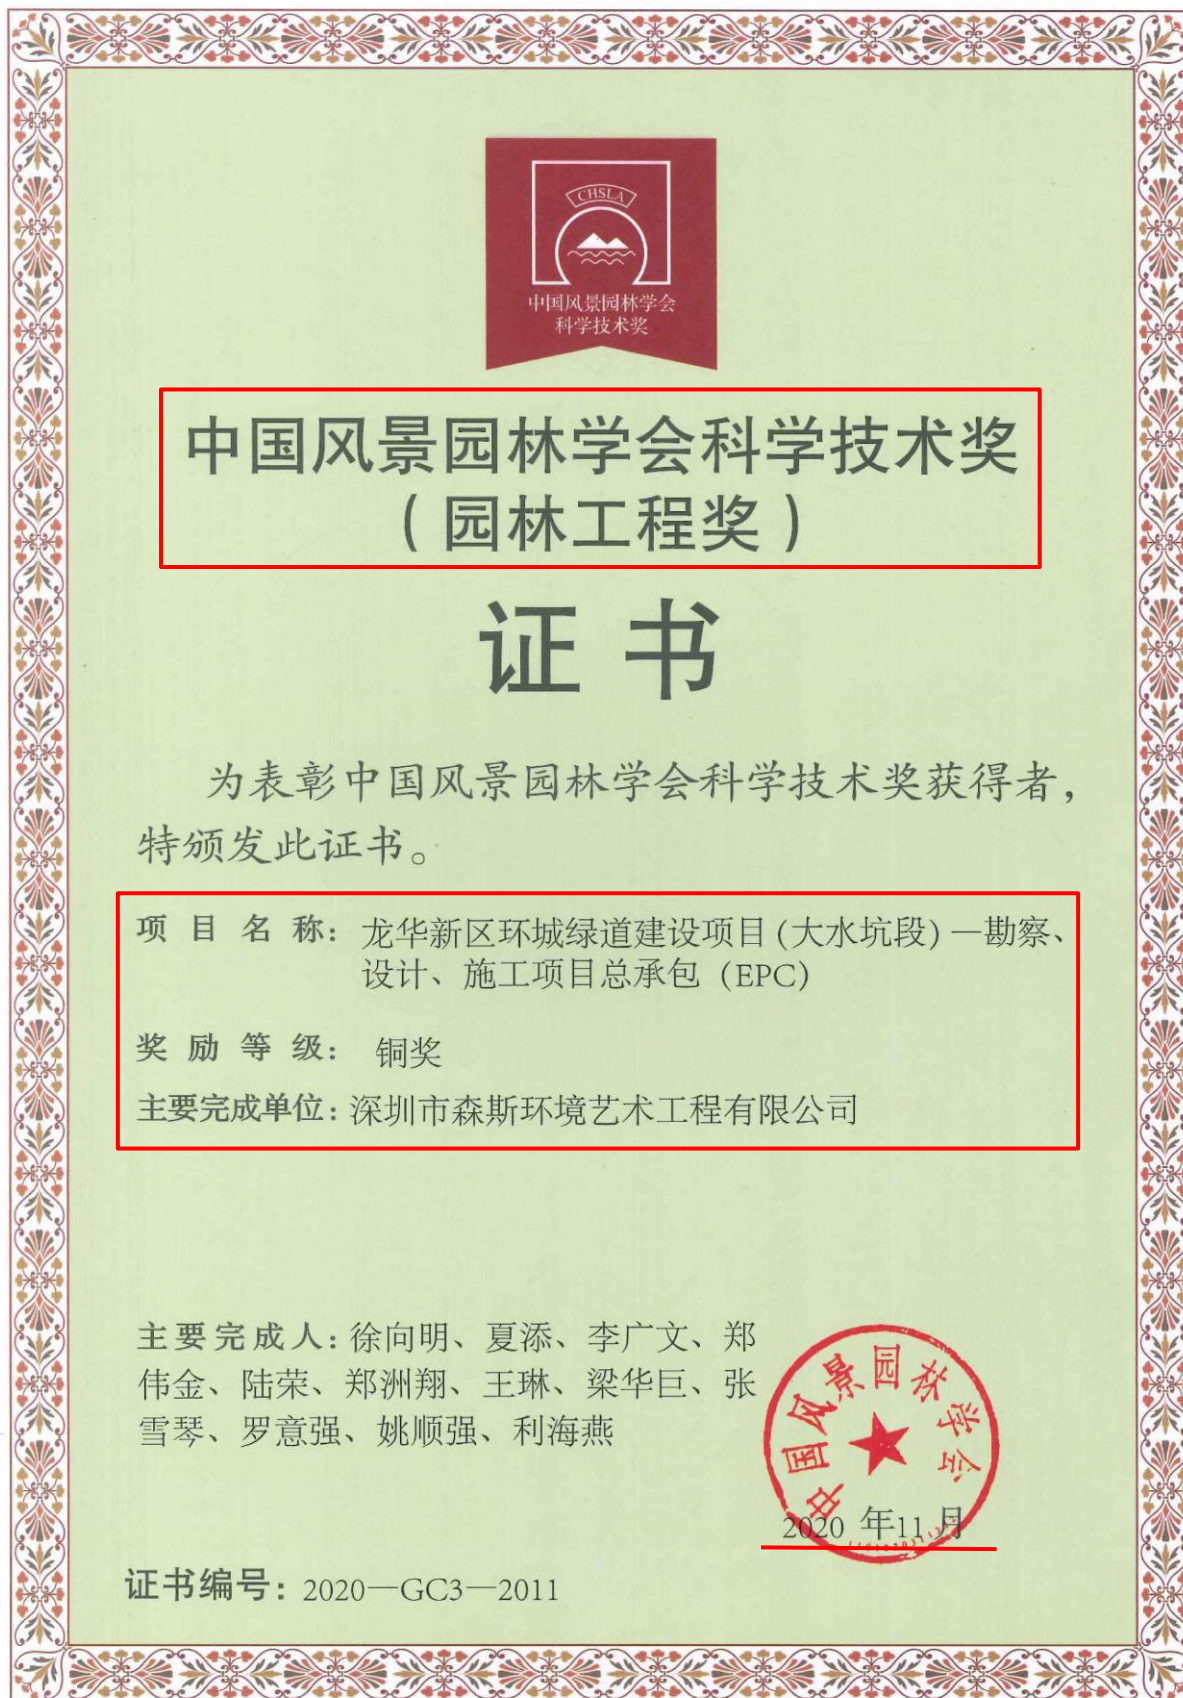 CHSLA
中国风景园林学会
科学技术奖
中国风景园林学会科学技术奖
（园林工程奖）
证书
为表彰中国风景园林学会科学技术奖获得者，
特颁发此证书。
项目名称：龙华新区环城绿道建设项目（大水坑段）—勘察、
设计、施工项目总承包（EPC）
奖励等级：铜奖
主要完成单位：深圳市森斯环境艺术工程有限公司
主要完成人：徐向明、夏添、李广文、郑
伟金、陆荣、郑洲翔、王琳、梁华巨、张
雪琴、罗意强、姚顺强、利海燕
中国风景园林学会
2020 年11 月
证书编号：2020—GC3—2011